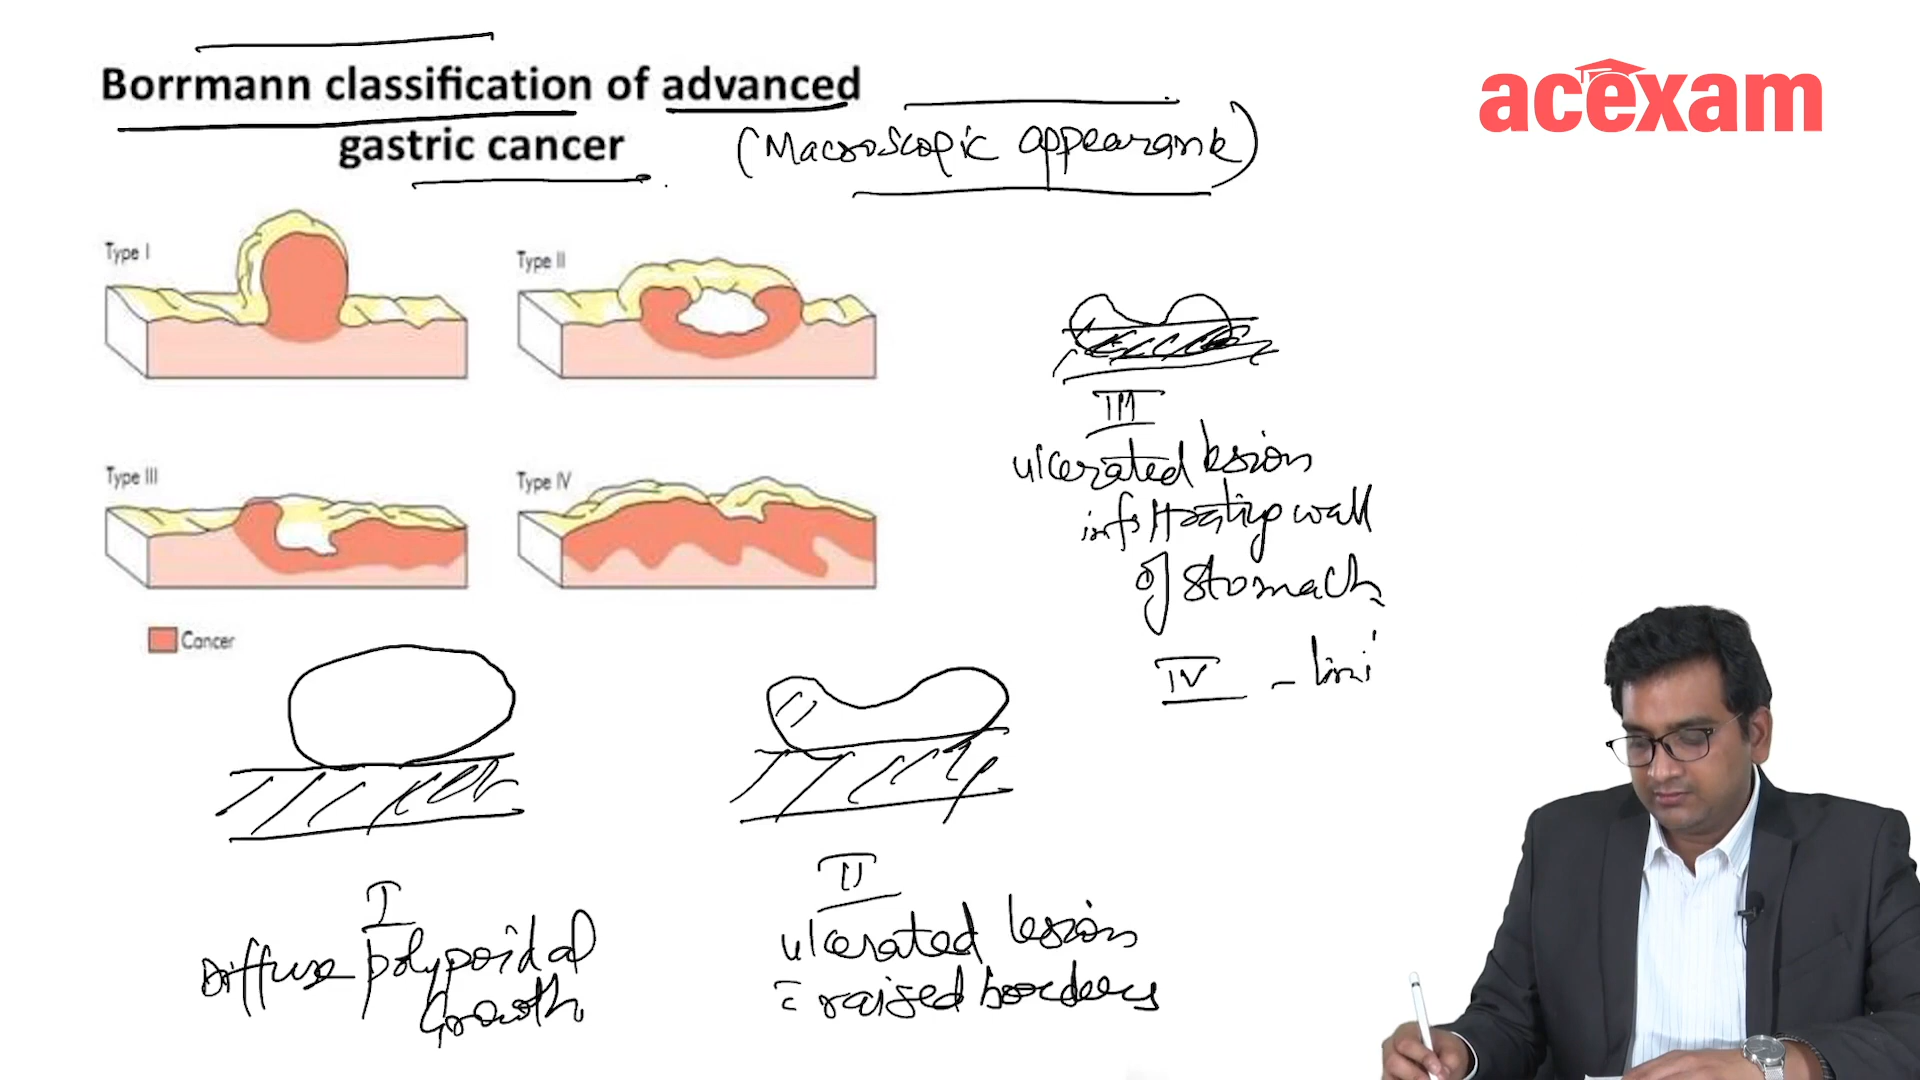 Borrmann classification of advanced
gastric cancer
(Macroscopic appearance)
acexam
Type I
Type II
Type III
Type IV
Cancer
III
ulcerated lesion
infiltrating wall
of stomach
IV - lini
I
Diffuse polypoidal
Growth
II
ulcerated lesion
c̄ raised borders